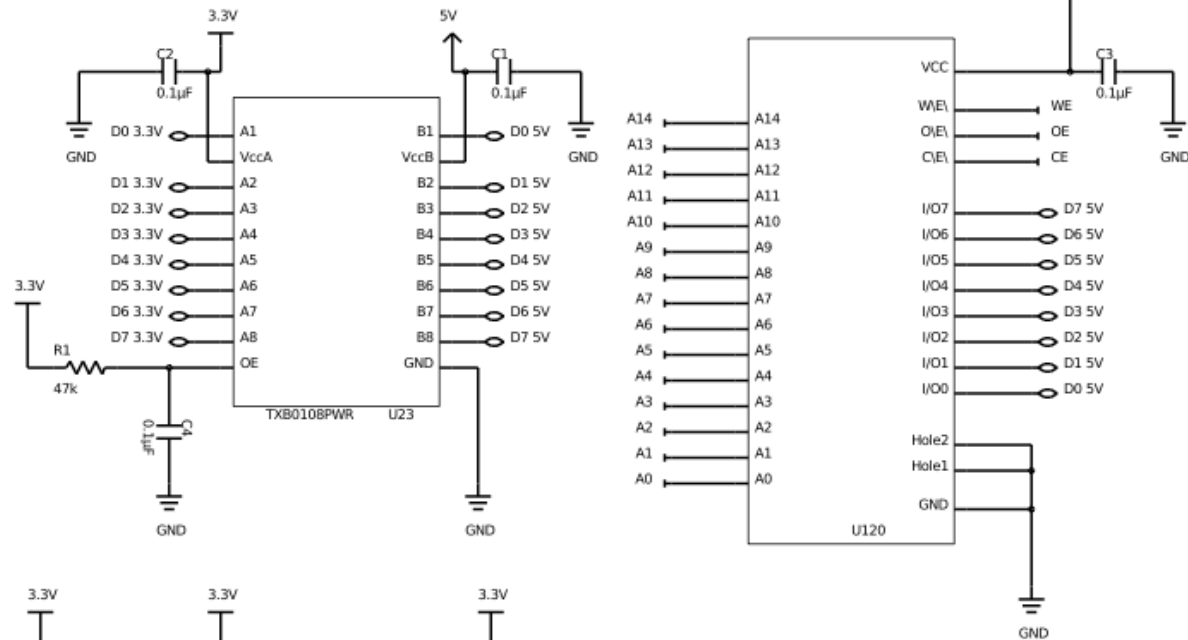 3.3V
5V
C2
0.1µF
GND
C1
0.1µF
GND
D0 3.3V A1 B1 D0 5V
VccA VccB
D1 3.3V A2 B2 D1 5V
D2 3.3V A3 B3 D2 5V
D3 3.3V A4 B4 D3 5V
D4 3.3V A5 B5 D4 5V
D5 3.3V A6 B6 D5 5V
D6 3.3V A7 B7 D6 5V
D7 3.3V A8 B8 D7 5V
OE GND
3.3V
R1
47k
TXB0108PWR U23
C4
0.1µF
GND
GND
VCC
C3
0.1µF
GND
W\E\ WE
O\E\ OE
C\E\ CE
A14 A14
A13 A13
A12 A12
A11 A11
A10 A10
A9 A9
A8 A8
A7 A7
A6 A6
A5 A5
A4 A4
A3 A3
A2 A2
A1 A1
A0 A0
I/O7 D7 5V
I/O6 D6 5V
I/O5 D5 5V
I/O4 D4 5V
I/O3 D3 5V
I/O2 D2 5V
I/O1 D1 5V
I/O0 D0 5V
Hole2
Hole1
GND
U120
GND
3.3V
3.3V
3.3V